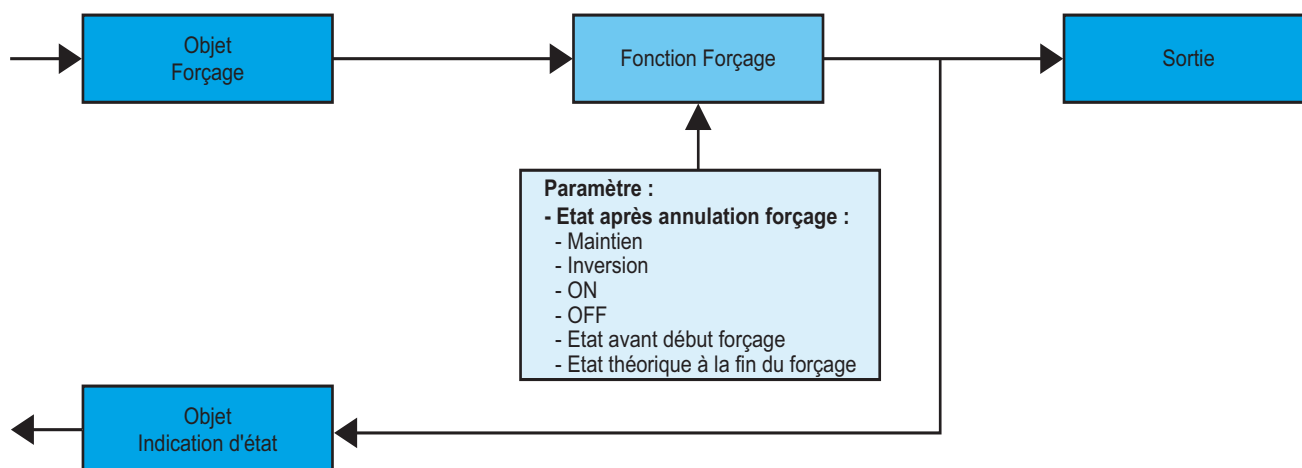 Objet
Forçage
Fonction Forçage
Sortie
Paramètre :
- Etat après annulation forçage :
- Maintien
- Inversion
- ON
- OFF
- Etat avant début forçage
- Etat théorique à la fin du forçage
Objet
Indication d'état